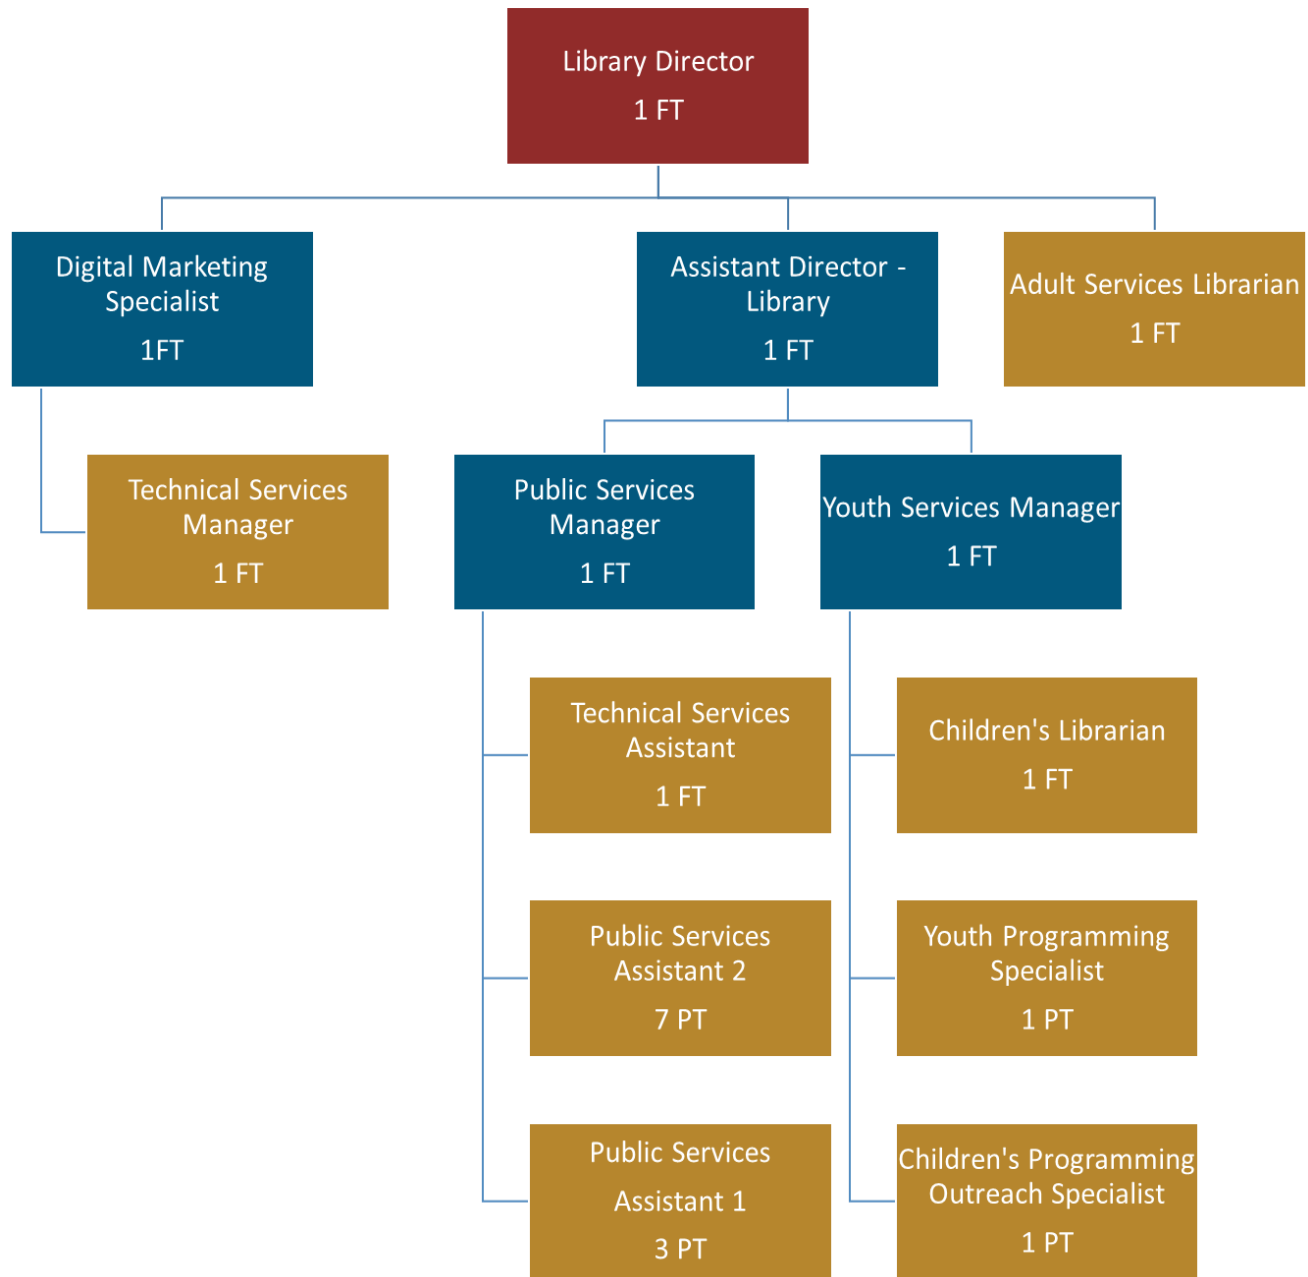 Library Director
1 FT
Digital Marketing
Specialist
1FT
Assistant Director -
Library
1 FT
Adult Services Librarian
1 FT
Technical Services
Manager
1 FT
Public Services
Manager
1 FT
Youth Services Manager
1 FT
Technical Services
Assistant
1 FT
Children's Librarian
1 FT
Public Services
Assistant 2
7 PT
Youth Programming
Specialist
1 PT
Public Services
Assistant 1
3 PT
Children's Programming
Outreach Specialist
1 PT